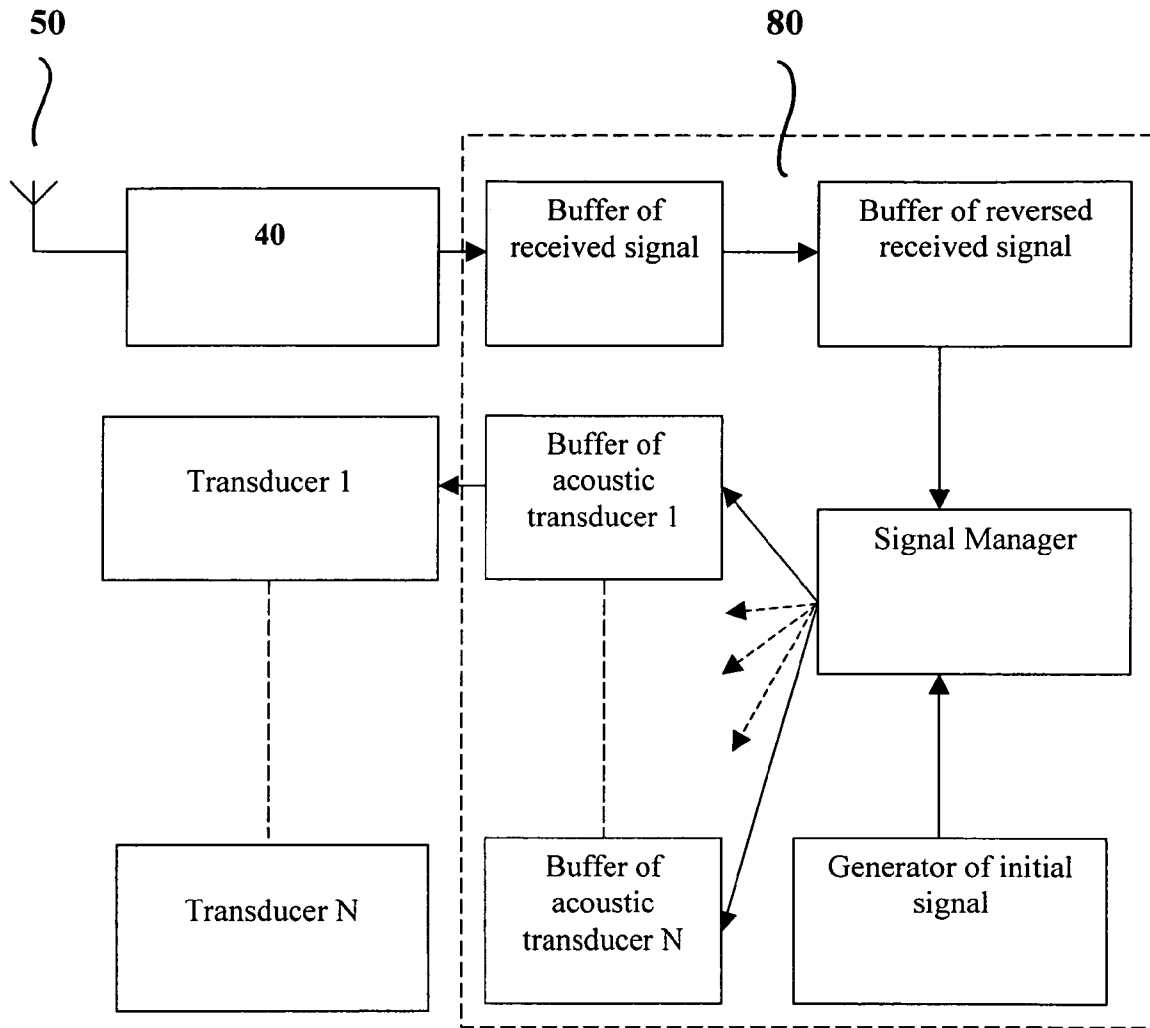 50
80
40
Buffer of
received signal
Buffer of reversed
received signal
Transducer 1
Buffer of
acoustic
transducer 1
Signal Manager
Transducer N
Buffer of
acoustic
transducer N
Generator of initial
signal